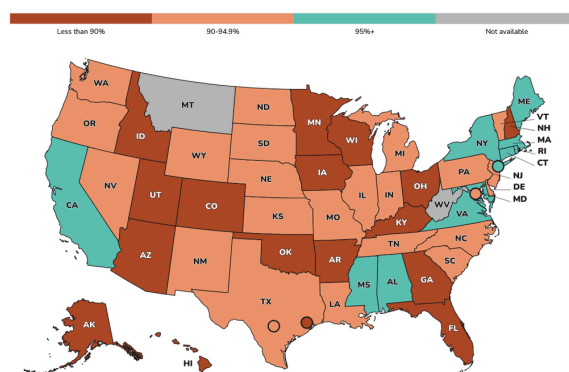 Less than 90%
90-94.9%
95%+
Not available
WA
OR
CA
NV
ID
MT
WY
UT
CO
AZ
NM
ND
SD
NE
KS
OK
TX
MN
IA
MO
AR
LA
WI
IL
IN
MI
OH
KY
TN
MS
AL
GA
FL
SC
NC
VA
WV
PA
NY
ME
VT
NH
MA
RI
CT
NJ
DE
MD
AK
HI